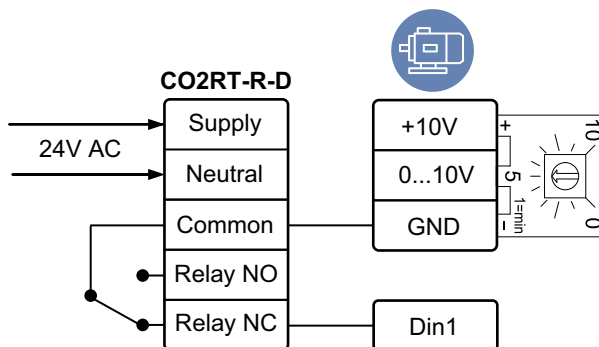 CO2RT-R-D
Supply
24V AC
Neutral
Common
Relay NO
Relay NC
+10V
0...10V
GND
Din1
+
5
-
1=min
10
0